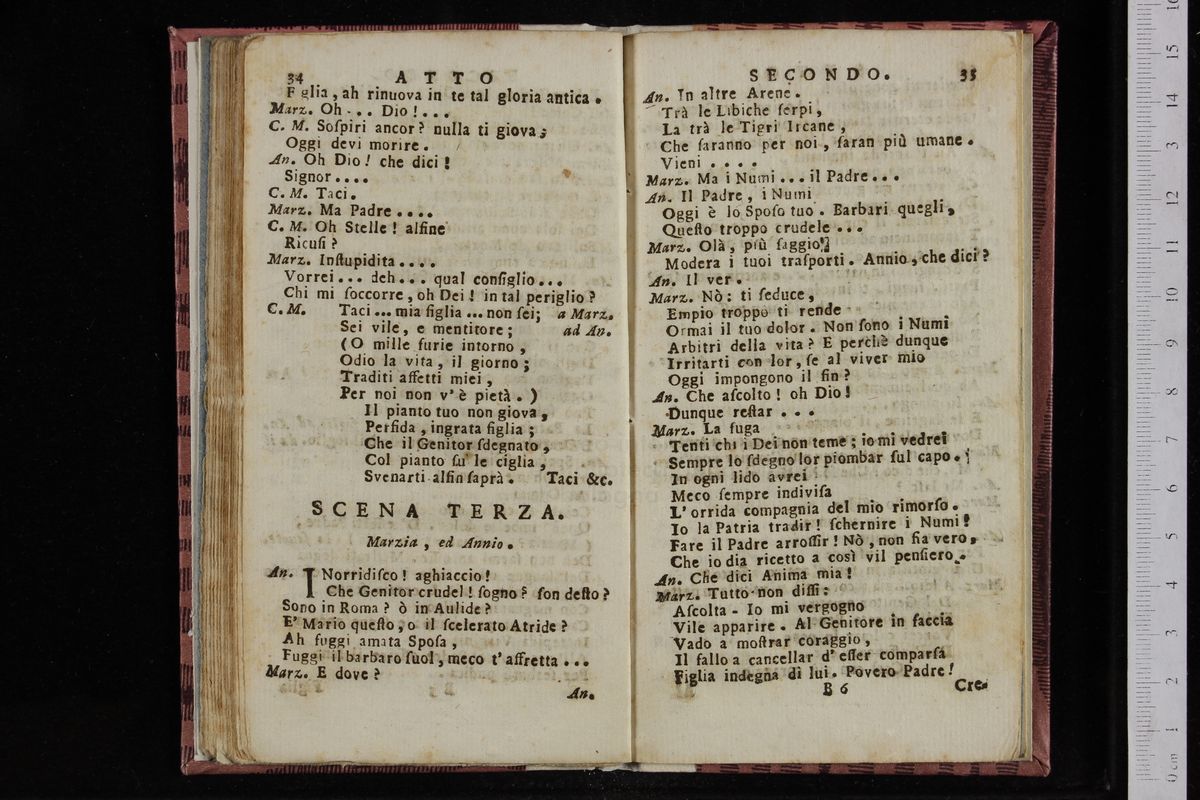 34 ATTO
F glia, ah rinuova in te tal gloria antica.
Marz. Oh... Dio!...
C. M. Soſpiri ancor? nulla ti giova;
Oggi devi morire.
An. Oh Dio! che dici!
Signor....
C. M. Taci.
Marz. Ma Padre....
C. M. Oh Stelle! alfine
Ricuſi?
Marz. Inſtupidita....
Vorrei... deh... qual conſiglio...
Chi mi ſoccorre, oh Dei! in tal periglio?
C. M. Taci... mia figlia... non ſei; a Marz.
Sei vile, e mentitore; ad An.
(O mille furie intorno,
Odio la vita, il giorno;
Traditi affetti miei,
Per noi non v'è pietà.)
Il pianto tuo non giova,
Perfida, ingrata figlia;
Che il Genitor ſdegnato,
Col pianto ſu' le ciglia,
Svenarti alfin ſaprà. Taci &c.
SCENA TERZA.
Marzia, ed Annio.
An. INorridiſco! aghiaccio!
Che Genitor crudel! ſogno? ſon deſto?
Sono in Roma? ò in Aulide?
E' Mario queſto, o il ſcelerato Atride?
Ah fuggi amata Spoſa,
Fuggi il barbaro ſuol, meco t'affretta...
Marz. E dove?
An.
SECONDO. 35
An. In altre Arene.
Trà le Libiche ſerpi,
La trà le Tigri Ircane,
Che ſaranno per noi, ſaran più umane.
Vieni....
Marz. Ma i Numi... il Padre...
An. Il Padre, i Numi
Oggi è lo Spoſo tuo. Barbari quegli,
Queſto troppo crudele...
Marz. Olà, più ſaggio
Modera i tuoi traſporti. Annio, che dici?
An. Il ver.
Marz. Nò: ti ſeduce,
Empio troppo ti rende
Ormai il tuo dolor. Non ſono i Numi
Arbitri della vita? E perchè dunque
Irritarti con lor, ſe al viver mio
Oggi impongono il fin?
An. Che aſcolto! oh Dio!
Dunque reſtar...
Marz. La fuga
Tenti chi i Dei non teme; io mi vedrei
Sempre lo ſdegno lor piombar ſul capo.
In ogni lido avrei
Meco ſempre indiviſa
L'orrida compagnia del mio rimorſo.
Io la Patria tradir! ſchernire i Numi!
Fare il Padre arroſſir! Nò, non fia vero,
Che io dia ricetto a così vil penſiero.
An. Che dici Anima mia!
Marz. Tutto non diſſi:
Aſcolta - Io mi vergogno
Vile apparire. Al Genitore in faccia
Vado a moſtrar coraggio,
Il fallo a cancellar d'eſſer comparſa
Figlia indegna di lui. Povero Padre!
B 6 Cre-